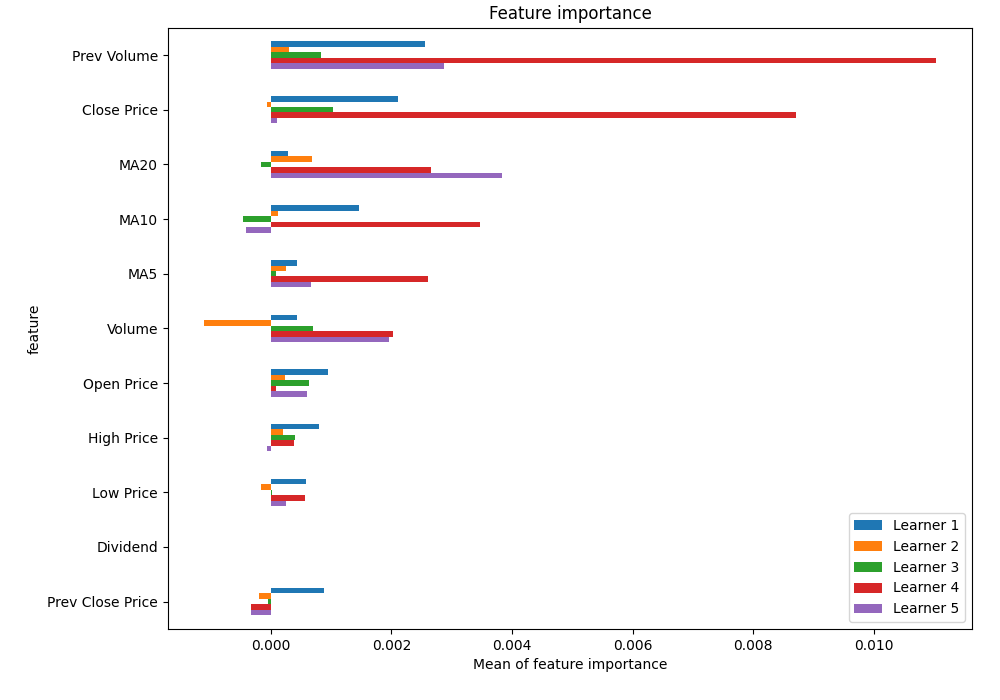 Feature importance
Prev Volume
Close Price
MA20
MA10
MA5
Volume
Open Price
High Price
Low Price
Dividend
Prev Close Price
feature
Learner 1
Learner 2
Learner 3
Learner 4
Learner 5
0.000 0.002 0.004 0.006 0.008 0.010
Mean of feature importance